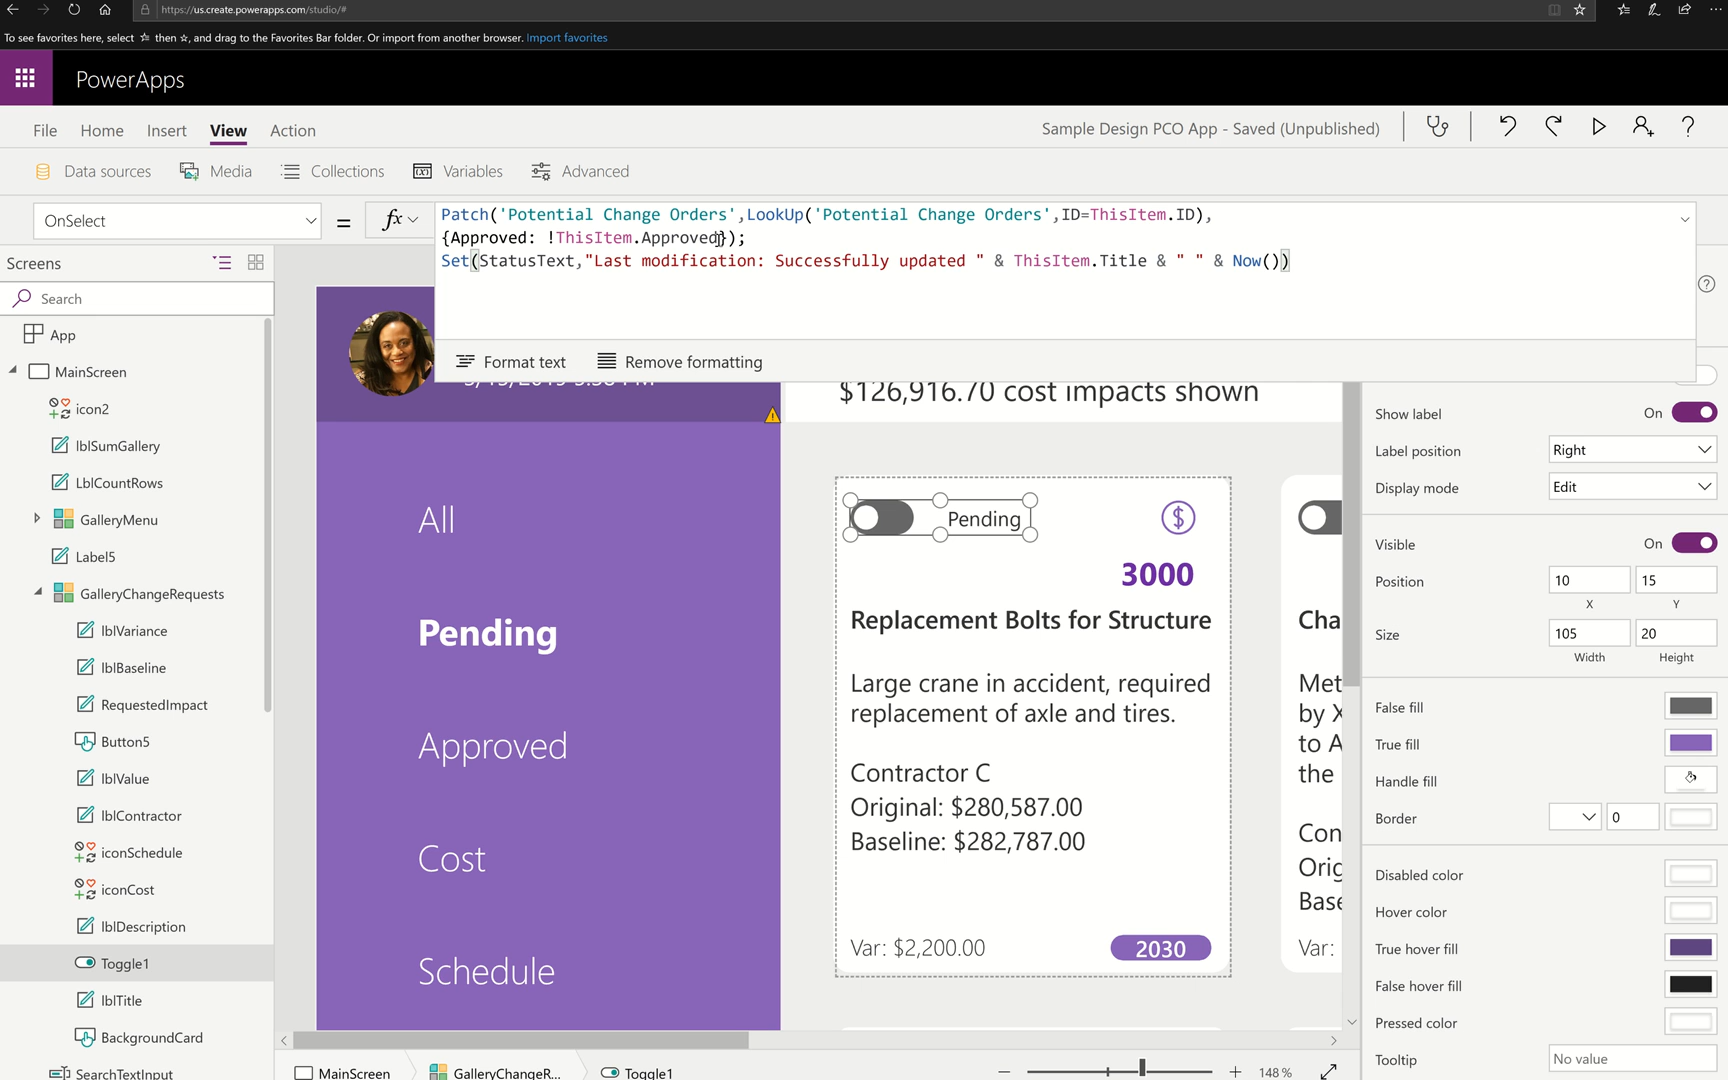 https://us.create.powerapps.com/studio/#
To see favorites here, select then ☆, and drag to the Favorites Bar folder. Or import from another browser. Import favorites
PowerApps
File Home Insert View Action
Sample Design PCO App - Saved (Unpublished)
Data sources Media Collections Variables Advanced
OnSelect = fx
Patch('Potential Change Orders',LookUp('Potential Change Orders',ID=ThisItem.ID),
{Approved: !ThisItem.Approved});
Set(StatusText,"Last modification: Successfully updated " & ThisItem.Title & " " & Now())
Format text Remove formatting
Screens
Search
App
MainScreen
icon2
lblSumGallery
LblCountRows
GalleryMenu
Label5
GalleryChangeRequests
lblVariance
lblBaseline
RequestedImpact
Button5
lblValue
lblContractor
iconSchedule
iconCost
lblDescription
Toggle1
lblTitle
BackgroundCard
SearchTextInput
$126,916.70 cost impacts shown
All
Pending
Approved
Cost
Schedule
Pending
$
3000
Replacement Bolts for Structure
Large crane in accident, required
replacement of axle and tires.
Contractor C
Original: $280,587.00
Baseline: $282,787.00
Var: $2,200.00 2030
Cha
Met
by X
to A
the
Con
Orig
Base
Var:
Show label On
Label position Right
Display mode Edit
Visible On
Position 10 15
X Y
Size 105 20
Width Height
False fill
True fill
Handle fill
Border 0
Disabled color
Hover color
True hover fill
False hover fill
Pressed color
Tooltip No value
MainScreen GalleryChangeR... Toggle1
148 %